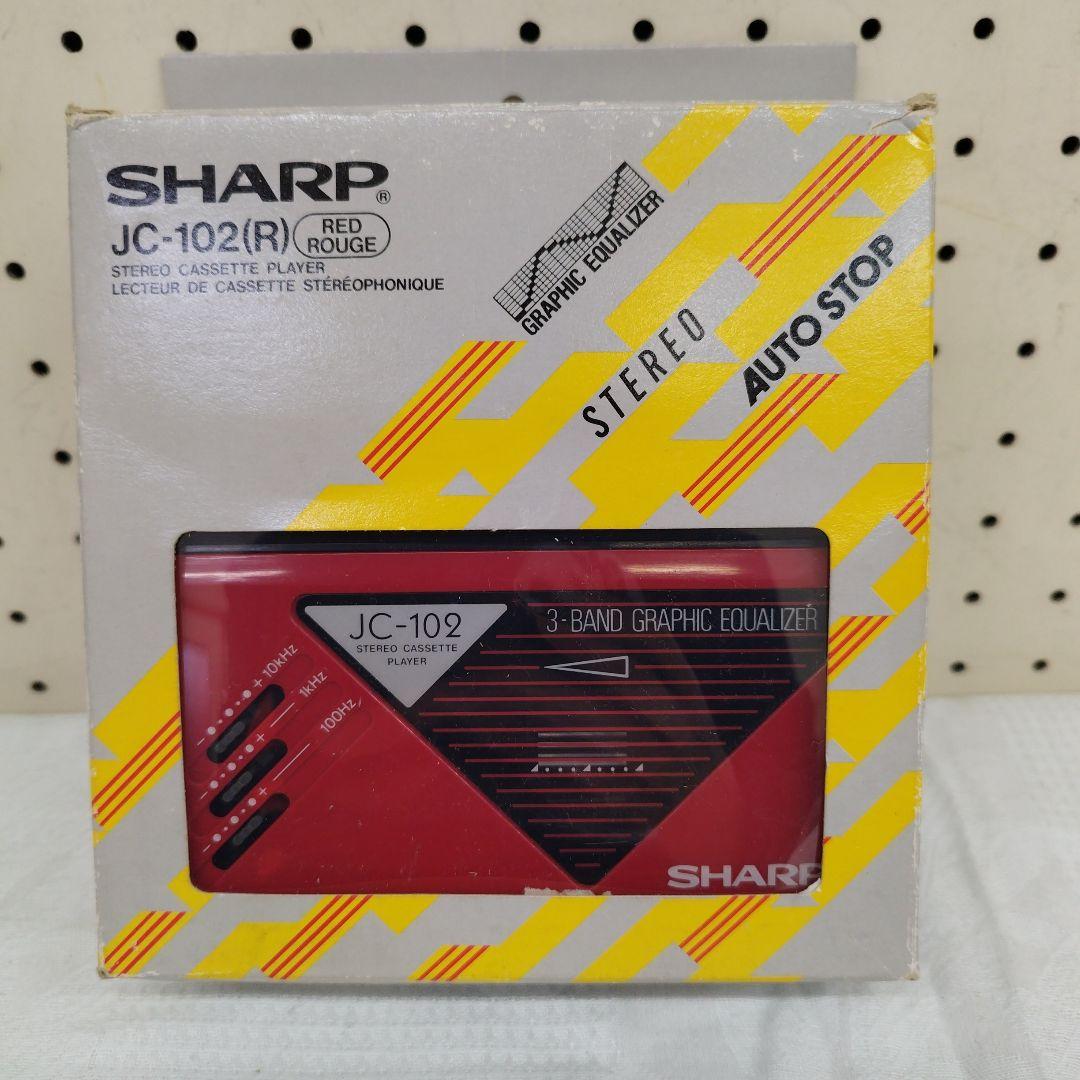 SHARP®
JC-102(R) RED ROUGE
STEREO CASSETTE PLAYER
LECTEUR DE CASSETTE STÉRÉOPHONIQUE
GRAPHIC EQUALIZER
STEREO
AUTO STOP
JC-102
STEREO CASSETTE
PLAYER
3-BAND GRAPHIC EQUALIZER
- + 10kHz
- + 1kHz
- + 100Hz
SHARP